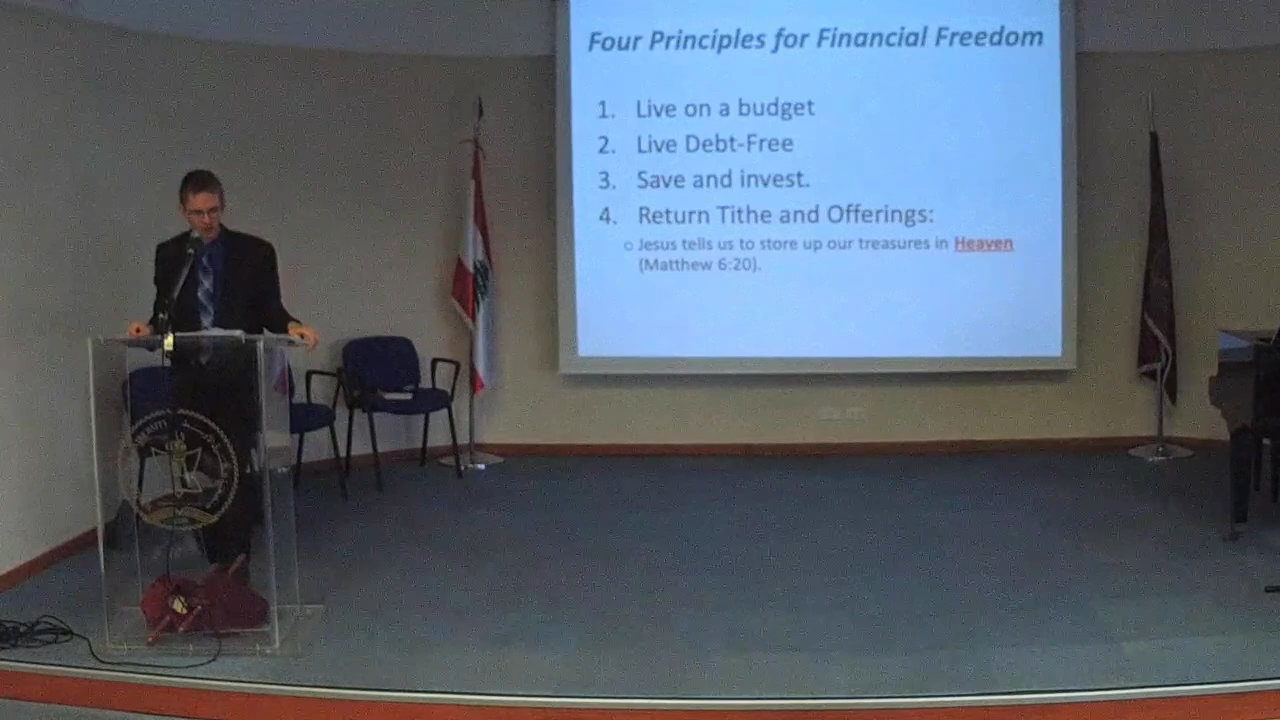 Four Principles for Financial Freedom
1. Live on a budget
2. Live Debt-Free
3. Save and invest.
4. Return Tithe and Offerings:
o Jesus tells us to store up our treasures in Heaven
(Matthew 6:20).